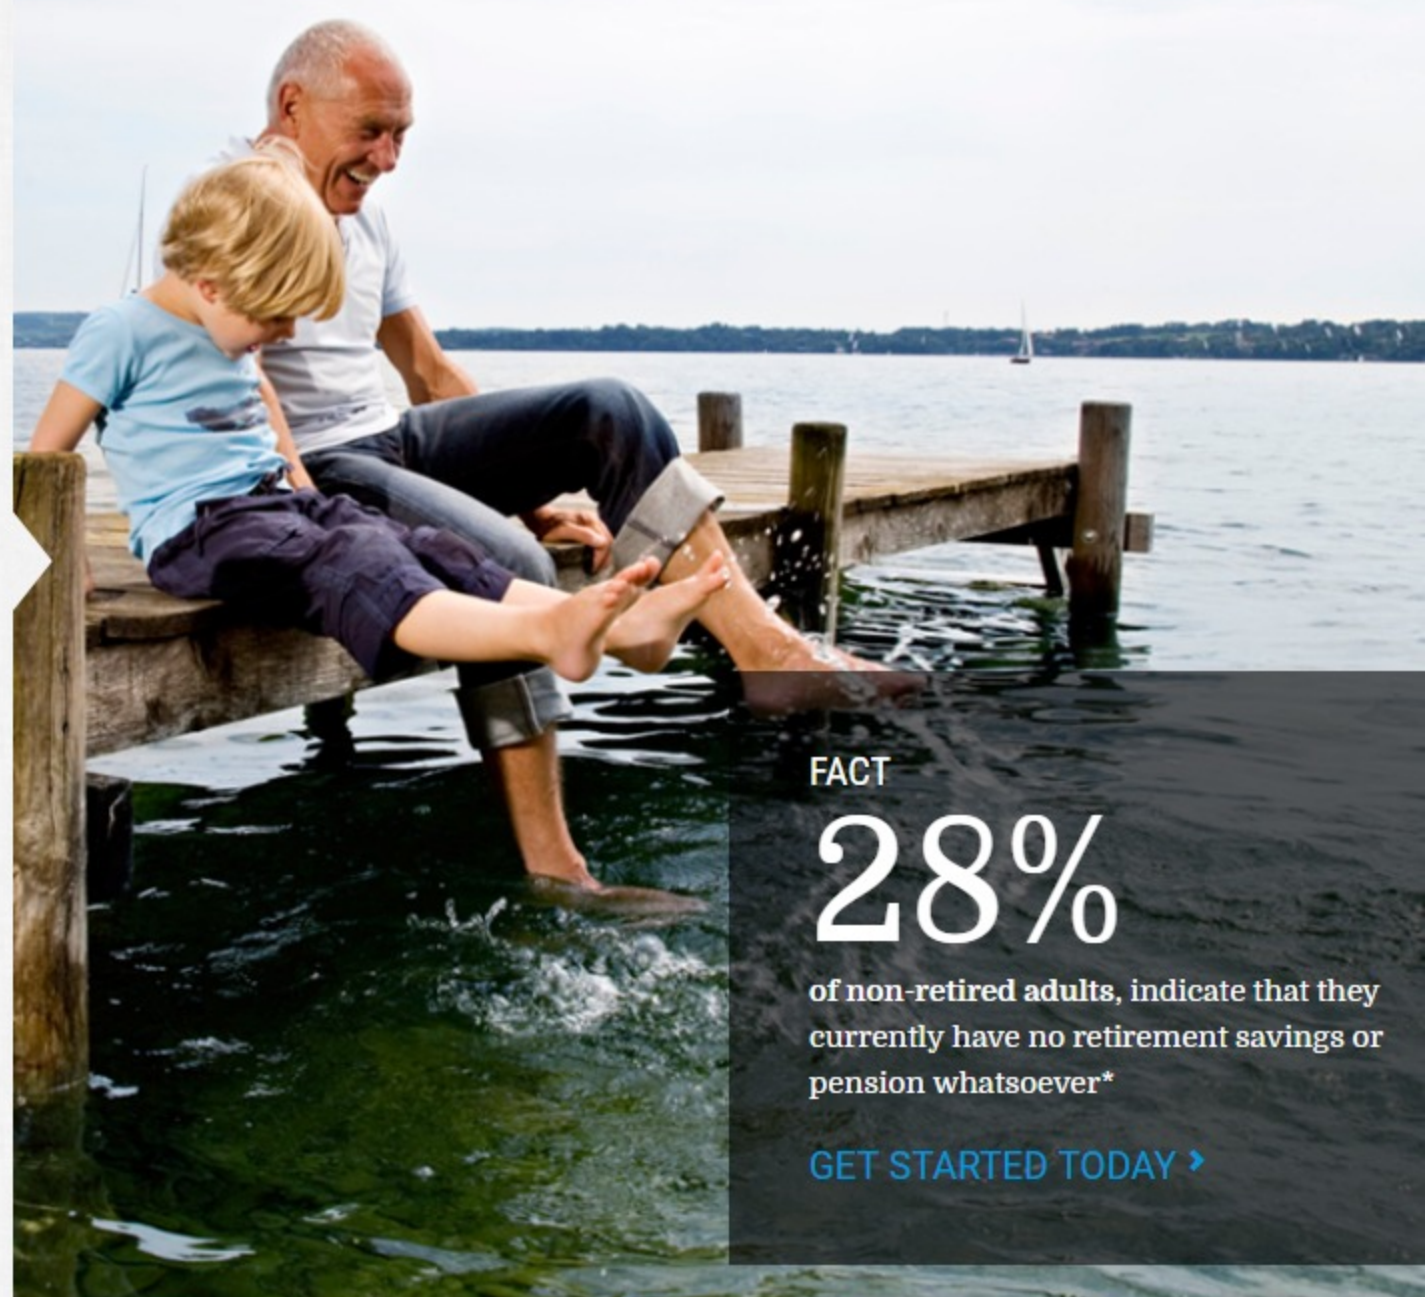 FACT
28%
of non-retired adults, indicate that they
currently have no retirement savings or
pension whatsoever*
GET STARTED TODAY ›